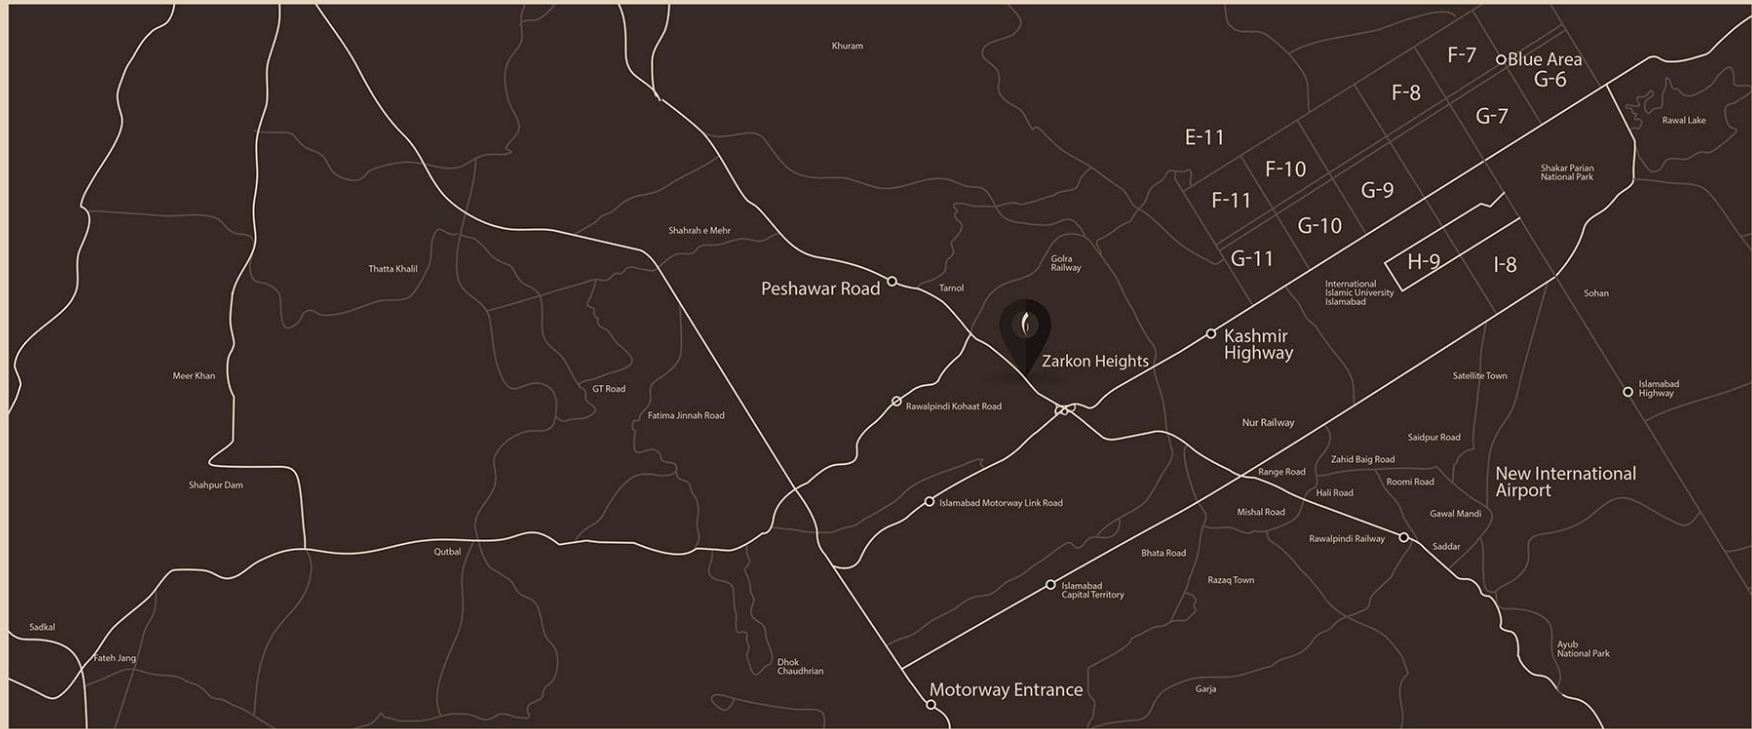 Khuram
F-7
Blue Area
G-6
F-8
G-7
Rawal Lake
E-11
F-10
Shakar Parian
National Park
G-9
F-11
G-10
Shahrah e Mehr
G-11
H-9
I-8
Golra
Railway
Thatta Khalil
Peshawar Road
Tarnol
International
Islamic University
Islamabad
Sohan
Kashmir
Highway
Zarkon Heights
Meer Khan
GT Road
Satellite Town
Islamabad
Highway
Rawalpindi Kohaat Road
Fatima Jinnah Road
Nur Railway
Saidpur Road
Zahid Baig Road
Range Road
New International
Airport
Roomi Road
Shahpur Dam
Hali Road
Islamabad Motorway Link Road
Mishal Road
Gawal Mandi
Rawalpindi Railway
Saddar
Qutbal
Bhata Road
Razaq Town
Islamabad
Capital Territory
Sadkal
Fateh Jang
Ayub
National Park
Dhok
Chaudhrian
Motorway Entrance
Garja